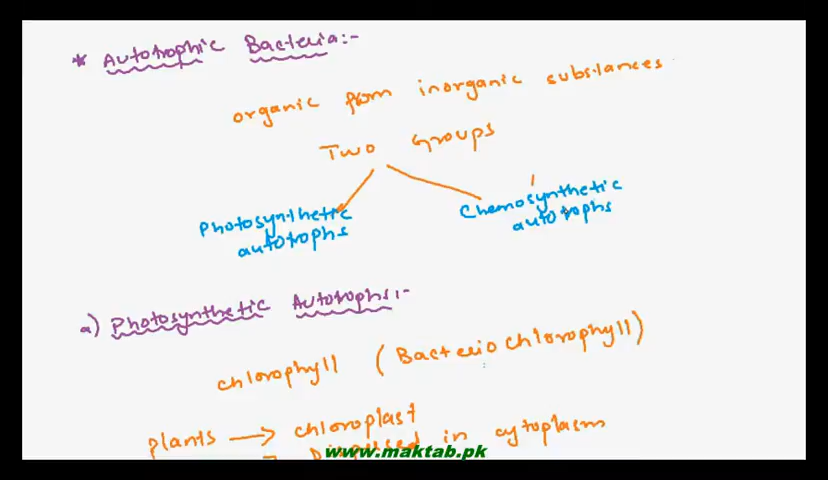 * Autotrophic Bacteria:-
organic from inorganic substances
Two Groups
Photosynthetic autotrophs
Chemosynthetic autotrophs
a) Photosynthetic Autotrophs:-
chlorophyll (Bacterio chlorophyll)
plants → chloroplast
→ Dispersed in cytoplasm
www.maktab.pk